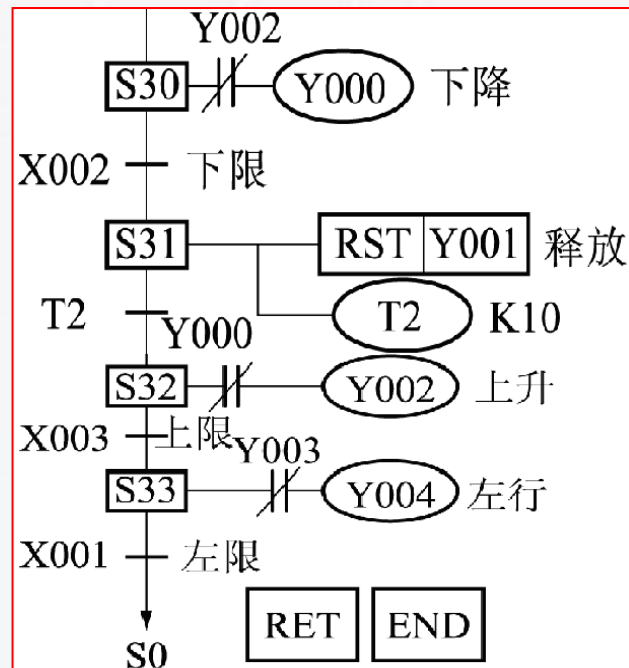 Y002
S30 Y000 下降
X002 下限
S31 RST Y001 释放
T2 K10
T2 Y000
S32 Y002 上升
X003 上限 Y003
S33 Y004 左行
X001 左限
RET END
S0